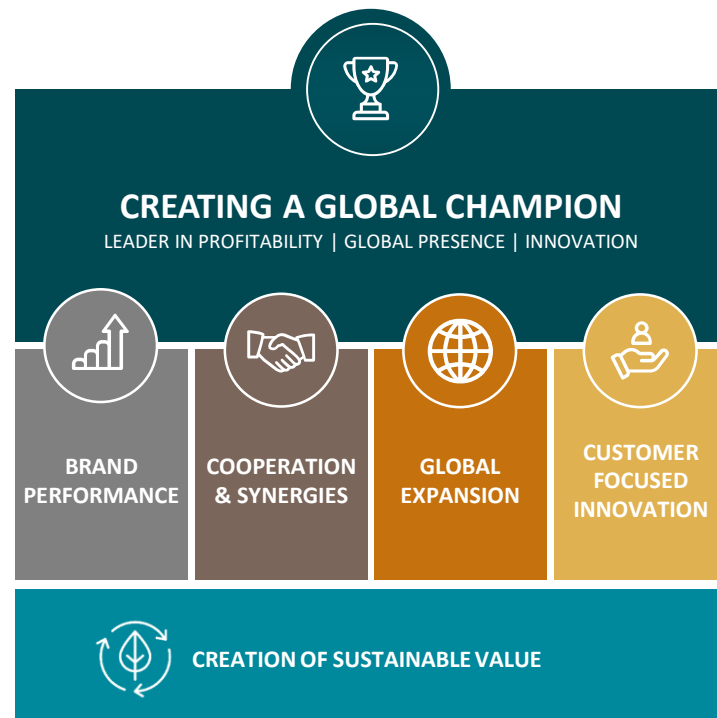 CREATING A GLOBAL CHAMPION
LEADER IN PROFITABILITY | GLOBAL PRESENCE | INNOVATION
BRAND
PERFORMANCE
COOPERATION
& SYNERGIES
GLOBAL
EXPANSION
CUSTOMER
FOCUSED
INNOVATION
CREATION OF SUSTAINABLE VALUE